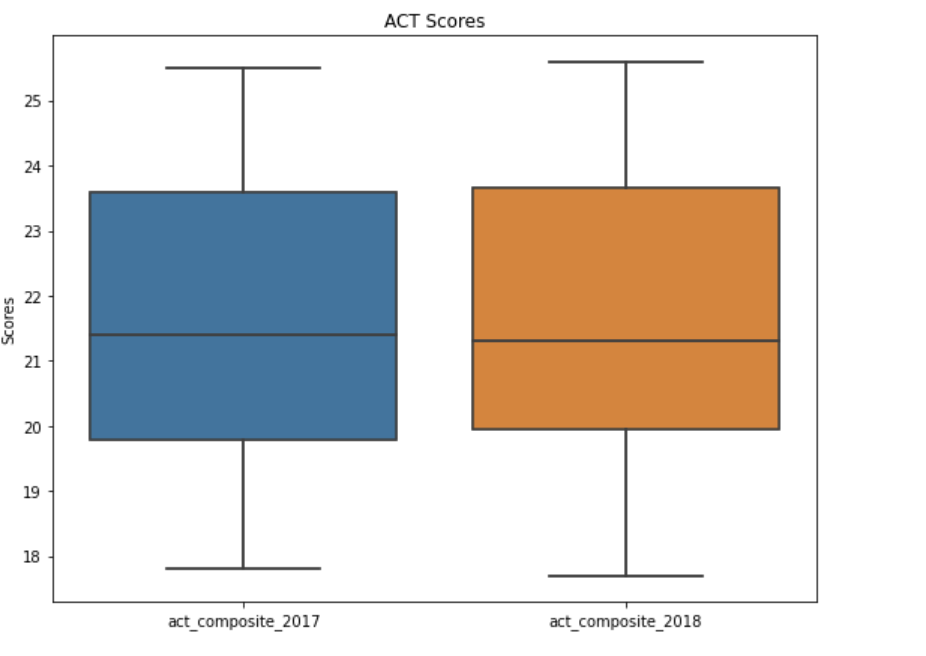 ACT Scores
Scores
25
24
23
22
21
20
19
18
act_composite_2017
act_composite_2018